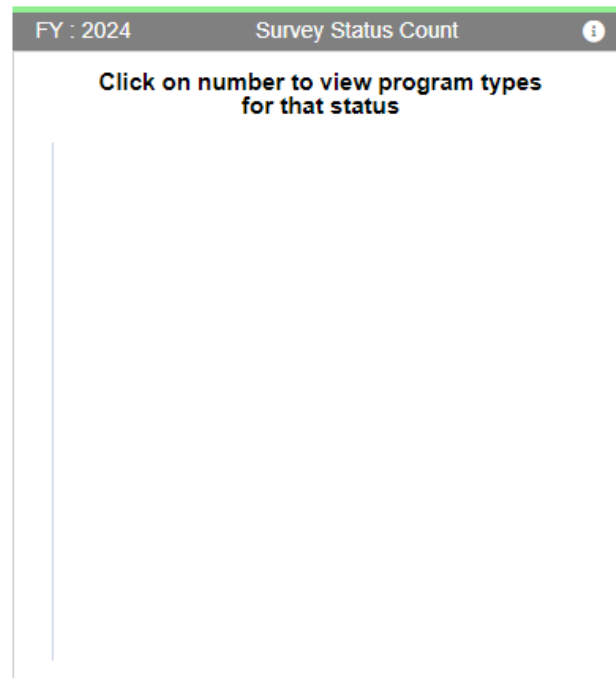 FY : 2024 Survey Status Count
Click on number to view program types
for that status